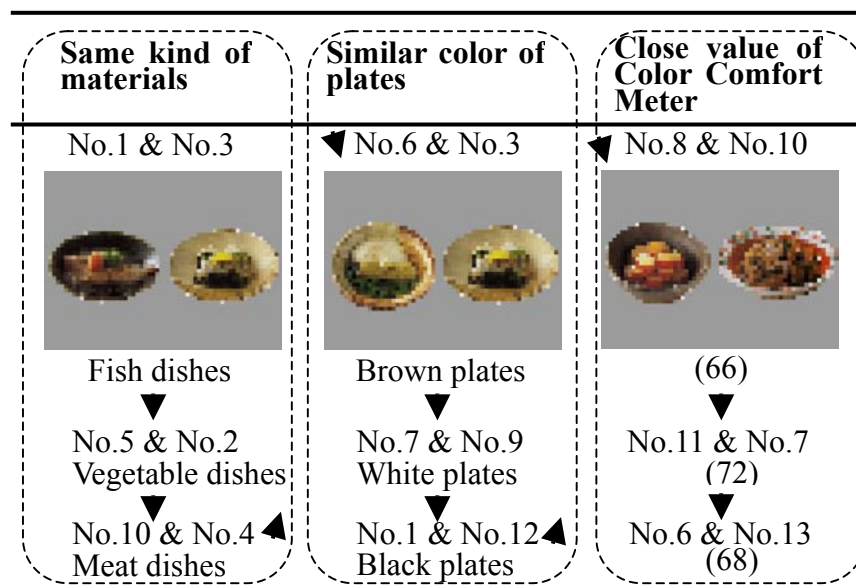 Same kind of
materials
No.1 & No.3
Fish dishes
No.5 & No.2
Vegetable dishes
No.10 & No.4
Meat dishes
Similar color of
plates
No.6 & No.3
Brown plates
No.7 & No.9
White plates
No.1 & No.12
Black plates
Close value of
Color Comfort
Meter
No.8 & No.10
(66)
No.11 & No.7
(72)
No.6 & No.13
(68)